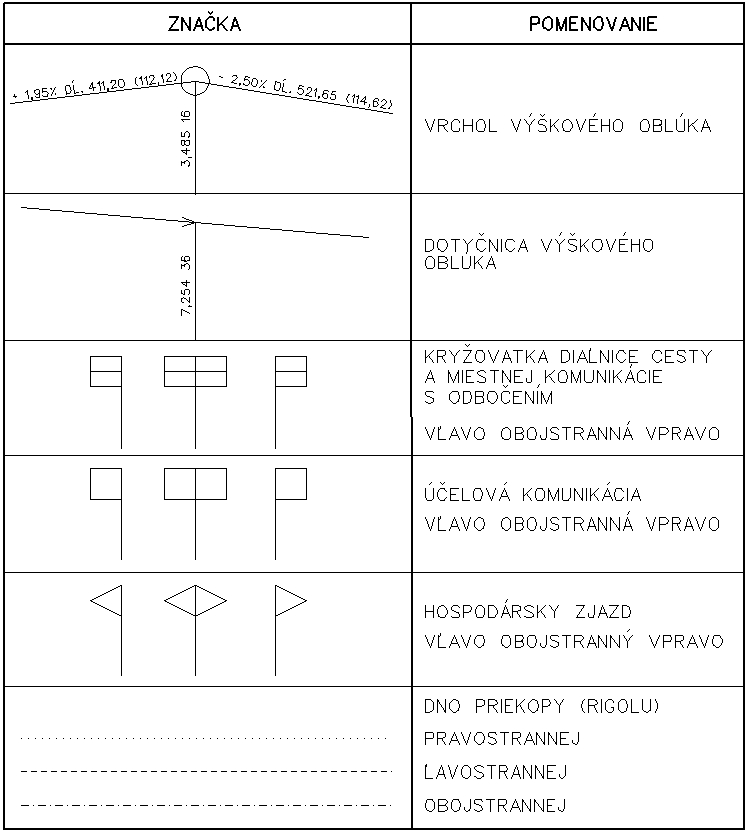 ZNAČKA
POMENOVANIE
+ 1,95% DĹ. 411,20 (112,12)
- 2,50% DĹ. 521,65 (114,62)
3,485 16
VRCHOL VÝŠKOVÉHO OBLÚKA
7,254 36
DOTYČNICA VÝŠKOVÉHO
OBLÚKA
KRYŽOVATKA DIAĽNICE CESTY
A MIESTNEJ KOMUNIKÁCIE
S ODBOČENÍM
VĽAVO OBOJSTRANNÁ VPRAVO
ÚČELOVÁ KOMUNIKÁCIA
VĽAVO OBOJSTRANNÁ VPRAVO
HOSPODÁRSKY ZJAZD
VĽAVO OBOJSTRANNÝ VPRAVO
DNO PRIEKOPY (RIGOLU)
PRAVOSTRANNEJ
ĽAVOSTRANNEJ
OBOJSTRANNEJ